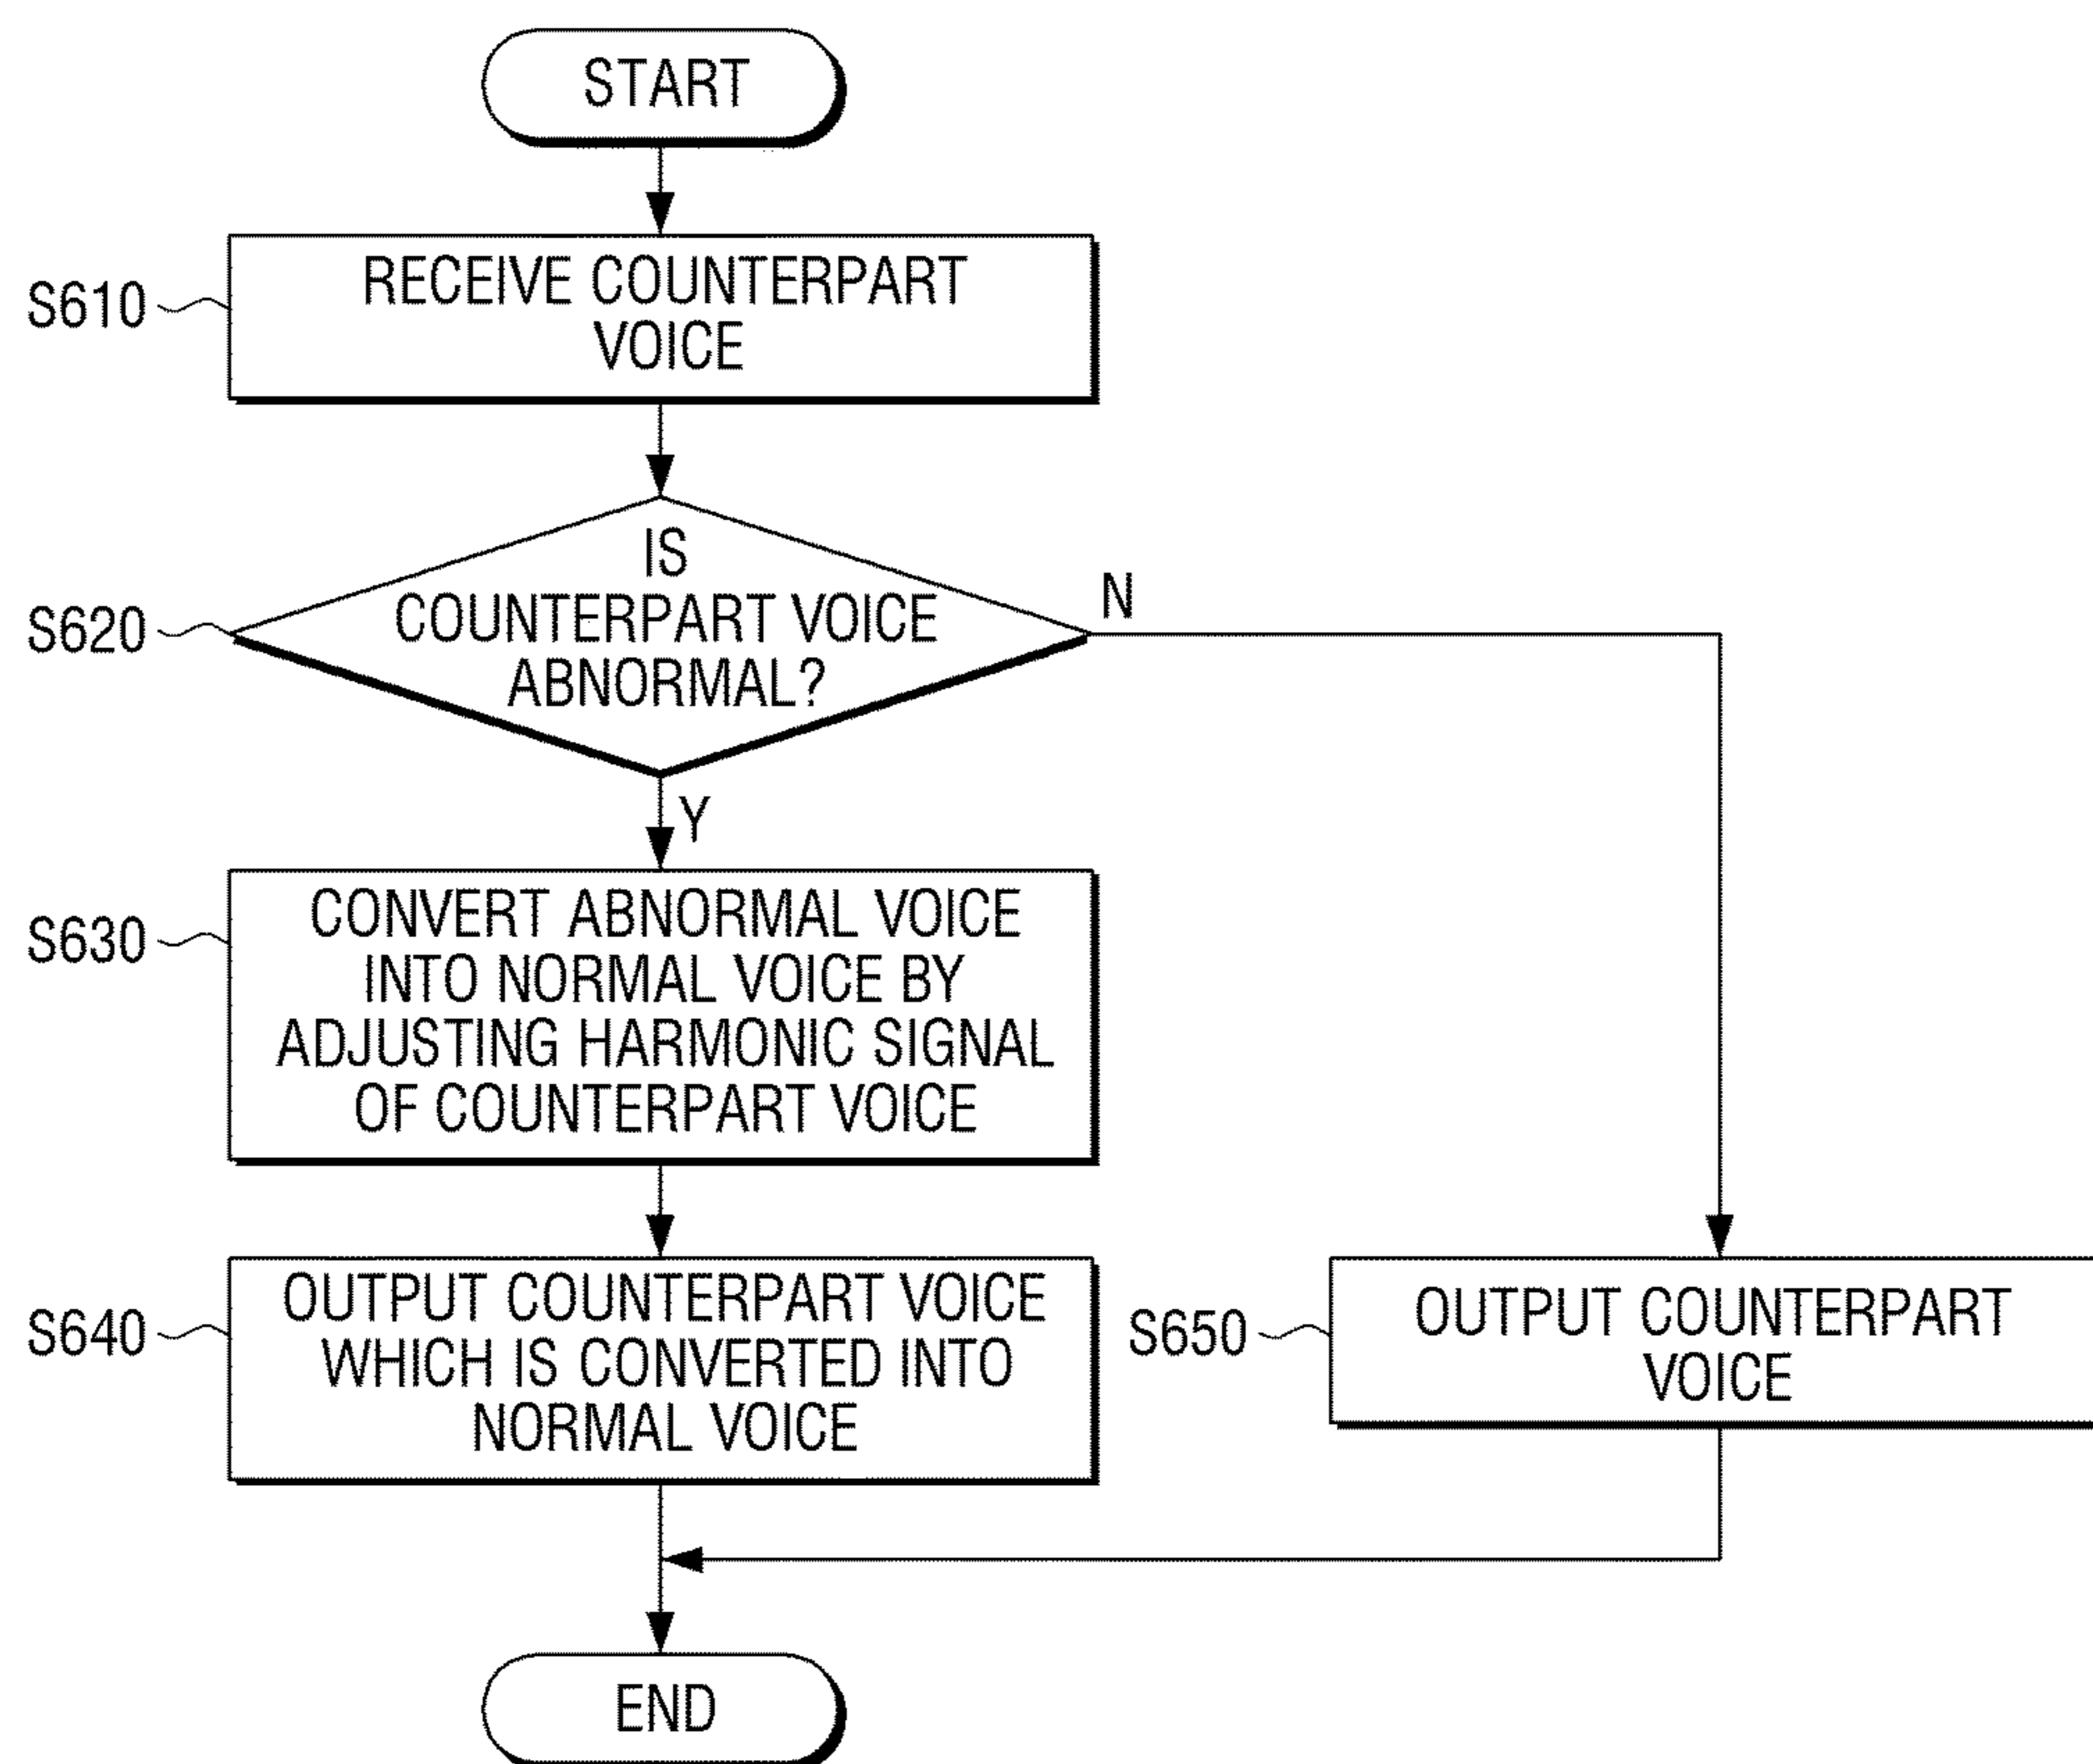 START
S610
RECEIVE COUNTERPART
VOICE
S620
IS
COUNTERPART VOICE
ABNORMAL?
N
Y
S630
CONVERT ABNORMAL VOICE
INTO NORMAL VOICE BY
ADJUSTING HARMONIC SIGNAL
OF COUNTERPART VOICE
S640
OUTPUT COUNTERPART VOICE
WHICH IS CONVERTED INTO
NORMAL VOICE
S650
OUTPUT COUNTERPART
VOICE
END